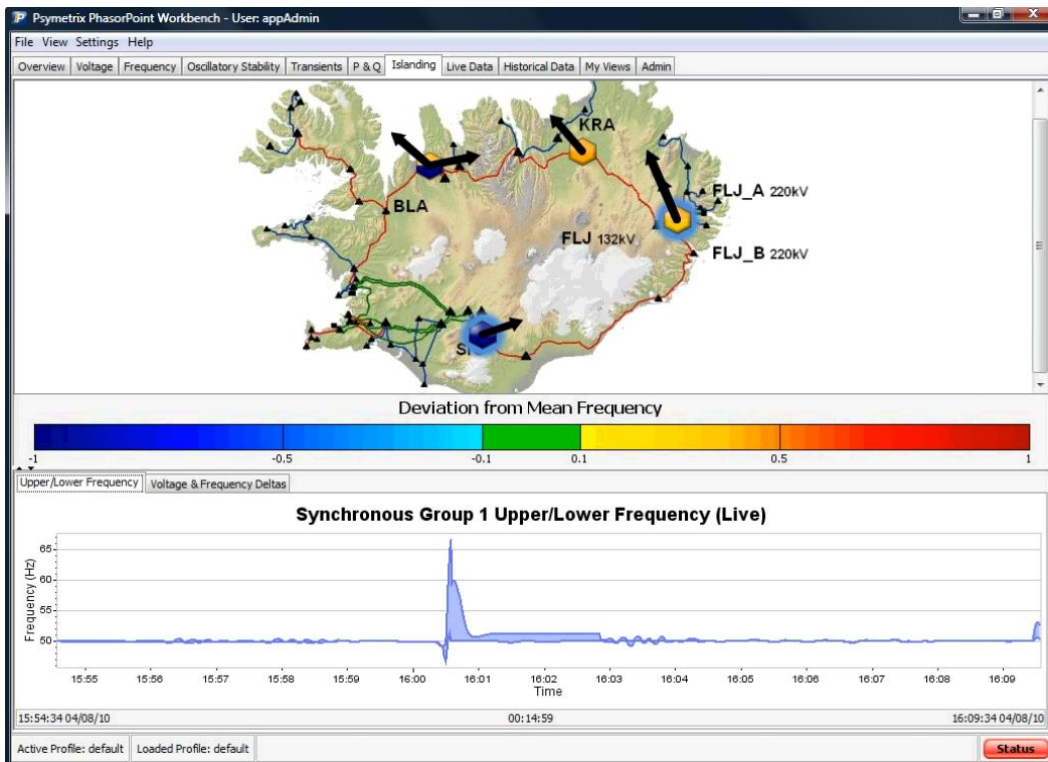 Psymetrix PhasorPoint Workbench - User: appAdmin
File View Settings Help
Overview Voltage Frequency Oscillatory Stability Transients P & Q Islanding Live Data Historical Data My Views Admin
KRA
FLJ_A 220kV
BLA
FLJ 132kV
FLJ_B 220kV
Deviation from Mean Frequency
-1 -0.5 -0.1 0.1 0.5 1
Upper/Lower Frequency Voltage & Frequency Deltas
Synchronous Group 1 Upper/Lower Frequency (Live)
Frequency (Hz)
65
60
55
50
15:55 15:56 15:57 15:58 15:59 16:00 16:01 16:02 16:03 16:04 16:05 16:06 16:07 16:08 16:09
Time
15:54:34 04/08/10 00:14:59 16:09:34 04/08/10
Active Profile: default Loaded Profile: default Status